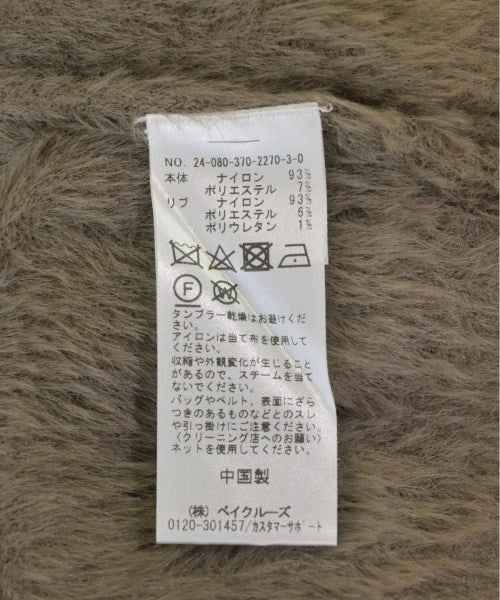 NO. 24-080-370-2270-3-0
本体 ナイロン 93%
ポリエステル 7%
リブ ナイロン 93%
ポリエステル 6%
ポリウレタン 1%
F W
タンブラー乾燥はお避けくだ
さい。
アイロンは当て布を使用して
ください。
収縮や外観変化が生じること
があるので、スチームを当て
ないでください。
バッグやベルト、表面にざら
つきのあるものなどとのスレ
や引っ掛けにご注意ください。
〈クリーニング店へのお願い〉
ネットを使用してください。
中国製
(株) ベイクルーズ
0120-301457/カスタマーサポート